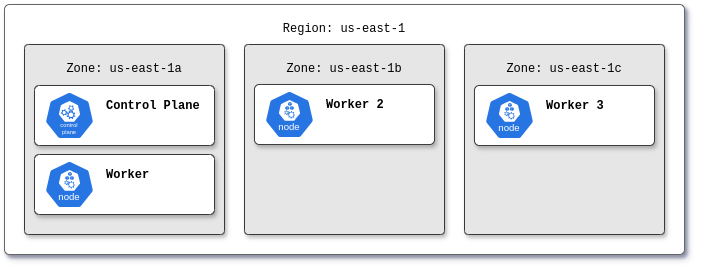 Region: us-east-1
Zone: us-east-1a
Control Plane
control
plane
Worker
node
Zone: us-east-1b
Worker 2
node
Zone: us-east-1c
Worker 3
node